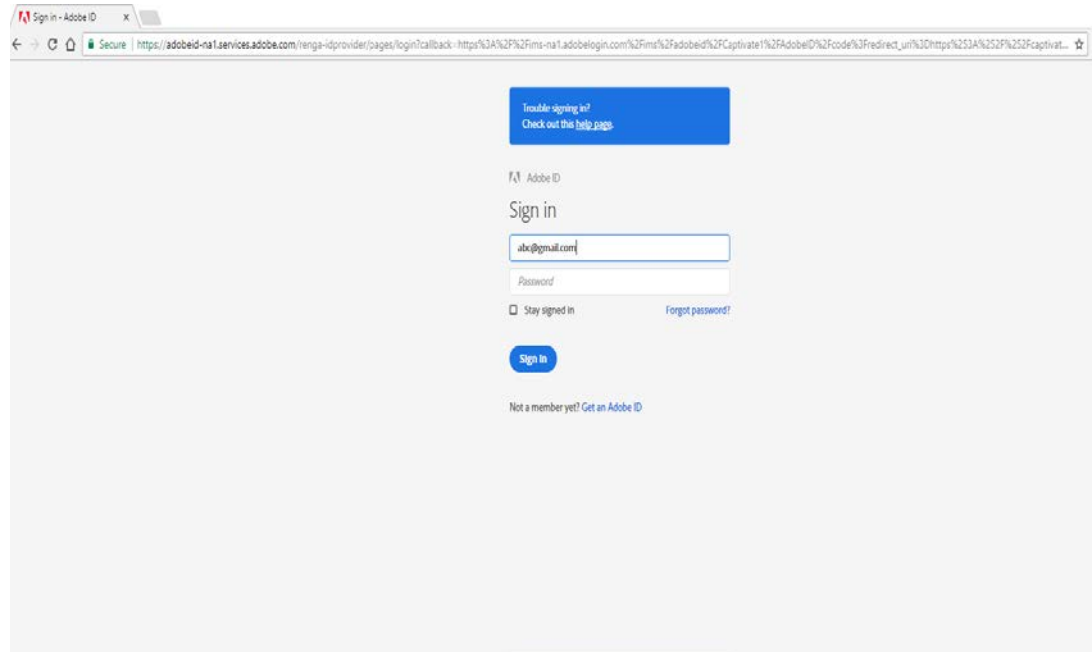 Sign in - Adobe ID
Secure | https://adobeid-na1.services.adobe.com/renga-idprovider/pages/login?callback=https%3A%2F%2Fims-na1.adobelogin.com%2Fims%2Fadobeid%2FCaptivate1%2FAdobeID%2Fcode%3Fredirect_uri%3Dhttps%253A%252F%252Fcaptivat...
Trouble signing in?
Check out this help page.
Adobe ID
Sign in
abc@gmail.com
Password
Stay signed in Forgot password?
Sign In
Not a member yet? Get an Adobe ID